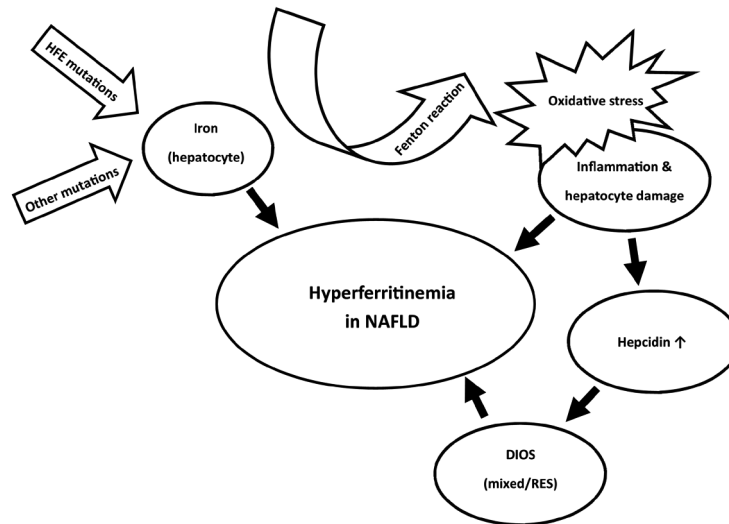 HFE mutations
Other mutations
Iron
(hepatocyte)
Fenton reaction
Oxidative stress
Inflammation &
hepatocyte damage
Hyperferritinemia
in NAFLD
Hepcidin ↑
DIOS
(mixed/RES)